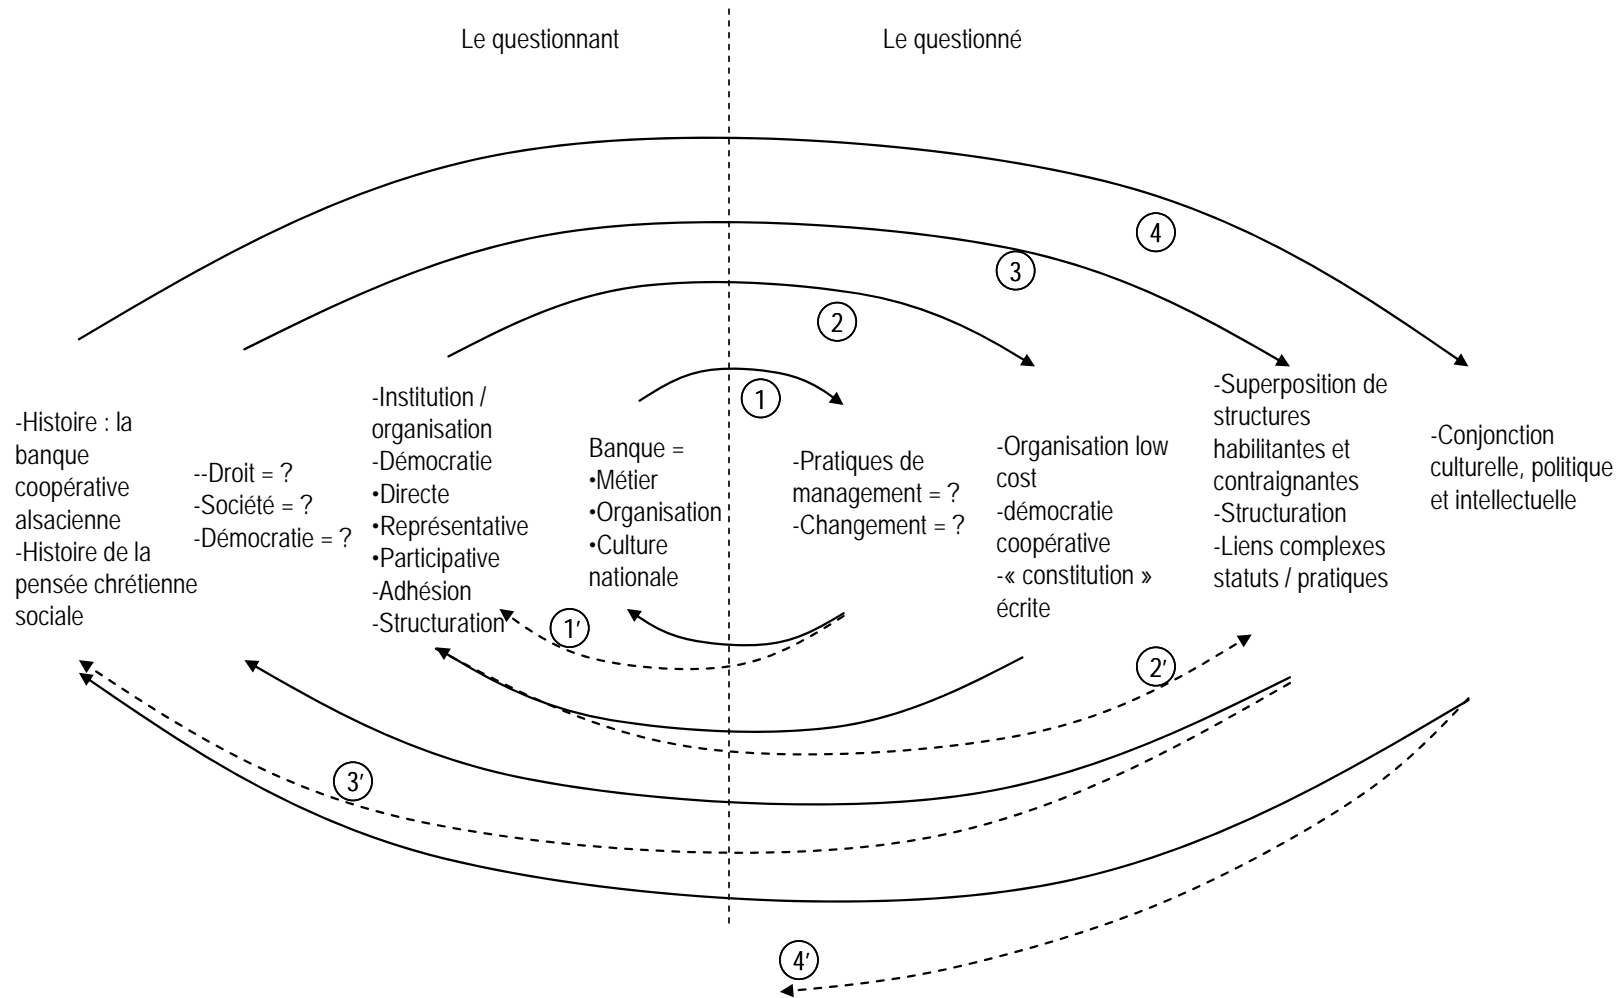 Le questionnant
Le questionné
4
3
2
1
-Histoire : la
banque
coopérative
alsacienne
-Histoire de la
pensée chrétienne
sociale
--Droit = ?
-Société = ?
-Démocratie = ?
-Institution /
organisation
-Démocratie
•Directe
•Représentative
•Participative
-Adhésion
-Structuration
Banque =
•Métier
•Organisation
•Culture
nationale
-Pratiques de
management = ?
-Changement = ?
-Organisation low
cost
-démocratie
coopérative
-« constitution »
écrite
-Superposition de
structures
habilitantes et
contraignantes
-Structuration
-Liens complexes
statuts / pratiques
-Conjonction
culturelle, politique
et intellectuelle
1'
2'
3'
4'